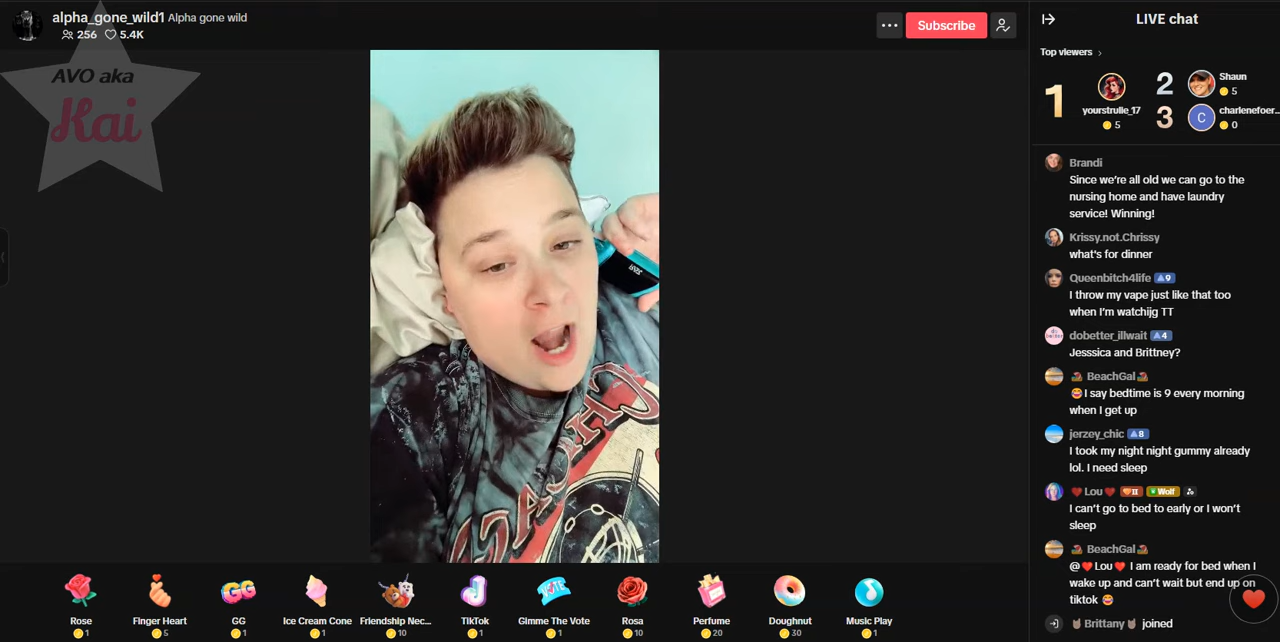 alpha_gone_wild1 Alpha gone wild
256 5.4K
AVO aka
Kai
Subscribe
LIVE chat
Top viewers
1
yourstrulie_17
5
2
Shaun
5
3
C
charlenefoer...
0
Brandi
Since we're all old we can go to the
nursing home and have laundry
service! Winning!
Krissy.not.Chrissy
what's for dinner
Queenbitch4life 9
I throw my vape just like that too
when I'm watchijg TT
dobetter_illwait 4
Jesssica and Brittney?
BeachGal
I say bedtime is 9 every morning
when I get up
jerzey_chic 8
I took my night night gummy already
lol. I need sleep
Lou II Wolf
I can't go to bed to early or I won't
sleep
BeachGal
@❤️Lou❤️ I am ready for bed when I
wake up and can't wait but end up on
tiktok 😂
Brittany joined
Rose
1
Finger Heart
5
GG
GG
1
Ice Cream Cone
1
Friendship Nec...
10
TikTok
1
VOTE
Gimme The Vote
1
Rosa
10
Perfume
20
Doughnut
30
Music Play
1